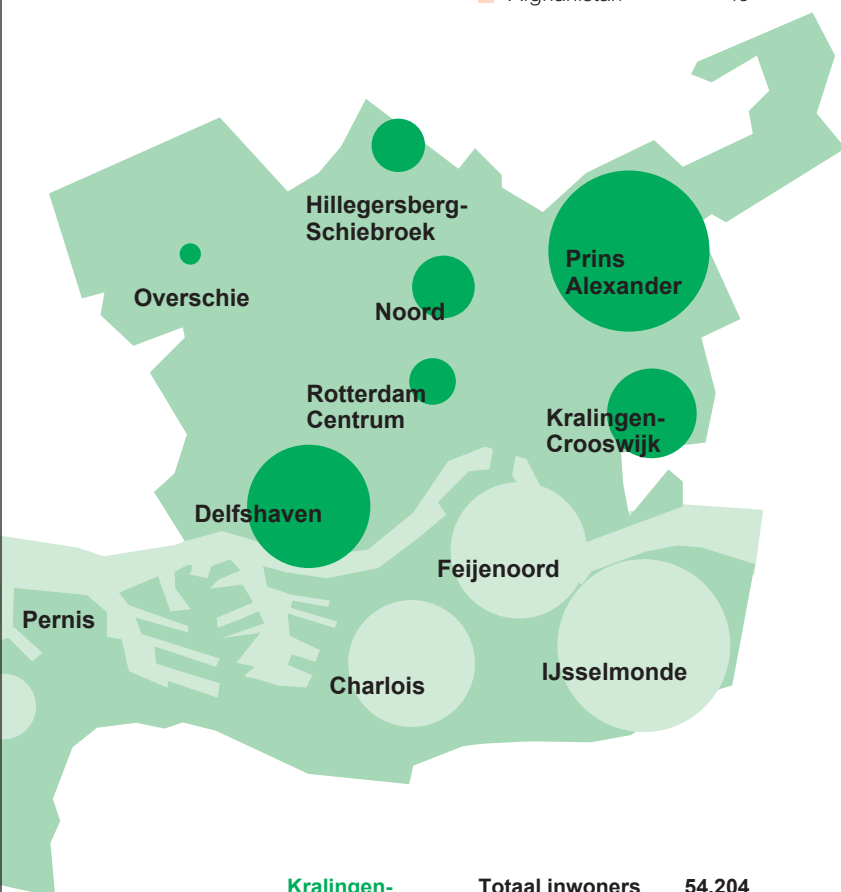 Afghanistan
Hillegersberg-
Schiebroek
Prins
Alexander
Overschie
Noord
Rotterdam
Centrum
Kralingen-
Crooswijk
Delfshaven
Feijenoord
Pernis
IJsselmonde
Charlois
Kralingen- Totaal inwoners 54.204